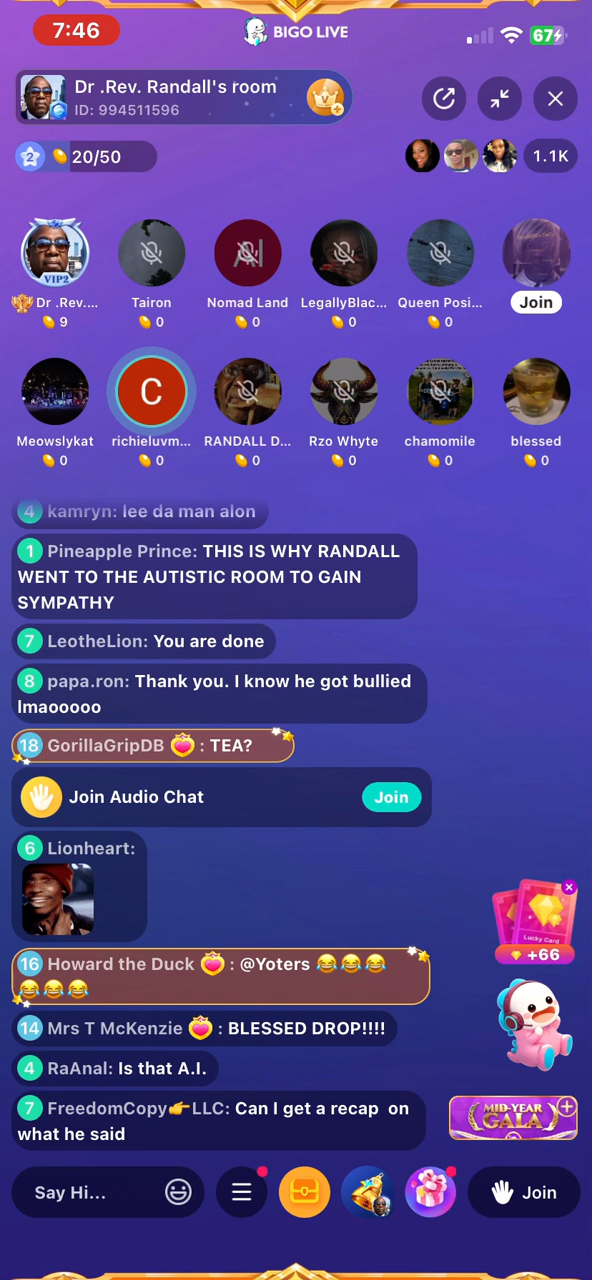 7:46
BIGO LIVE
67
Dr .Rev. Randall's room
ID: 994511596
2
20/50
1.1K
VIP2
Dr .Rev....
Tairon
Nomad Land
LegallyBlac...
Queen Posi...
Join
9
0
0
0
0
C
Meowslykat
richieluvm...
RANDALL D...
Rzo Whyte
chamomile
blessed
0
0
0
0
0
0
4 kamryn: lee da man alon
1 Pineapple Prince: THIS IS WHY RANDALL
WENT TO THE AUTISTIC ROOM TO GAIN
SYMPATHY
7 LeotheLion: You are done
8 papa.ron: Thank you. I know he got bullied
lmaooooo
18 GorillaGripDB 😍 : TEA?
Join Audio Chat
Join
6 Lionheart:
Lucky Card
+66
16 Howard the Duck : @Yoters 😂😂😂
😂😂😂
14 Mrs T McKenzie : BLESSED DROP!!!!
4 RaAnal: Is that A.I.
7 FreedomCopy👉LLC: Can I get a recap on
what he said
MID-YEAR
GALA
Say Hi...
Join